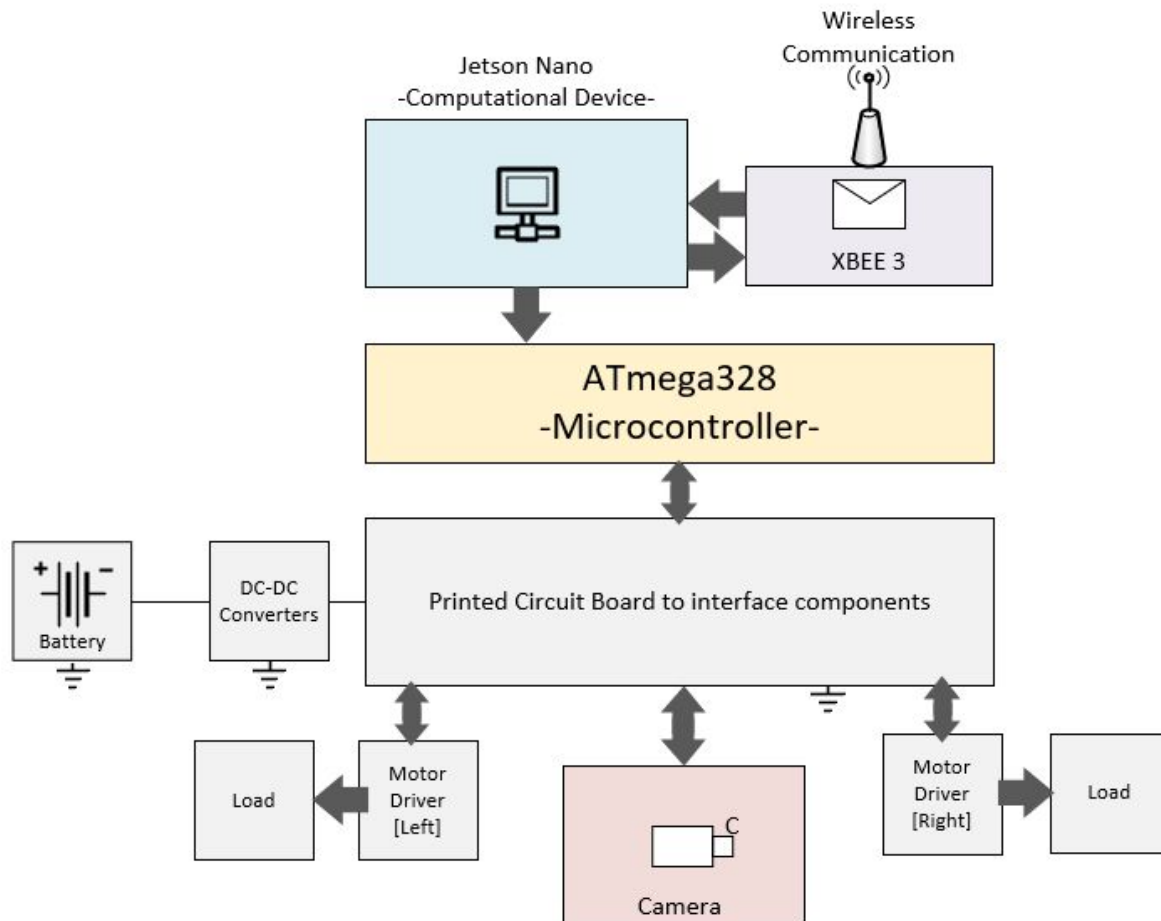 Wireless
Communication
Jetson Nano
-Computational Device-
XBEE 3
ATmega328
-Microcontroller-
+ −
Battery
DC-DC
Converters
Printed Circuit Board to interface components
Load
Motor
Driver
[Left]
C
Camera
Motor
Driver
[Right]
Load